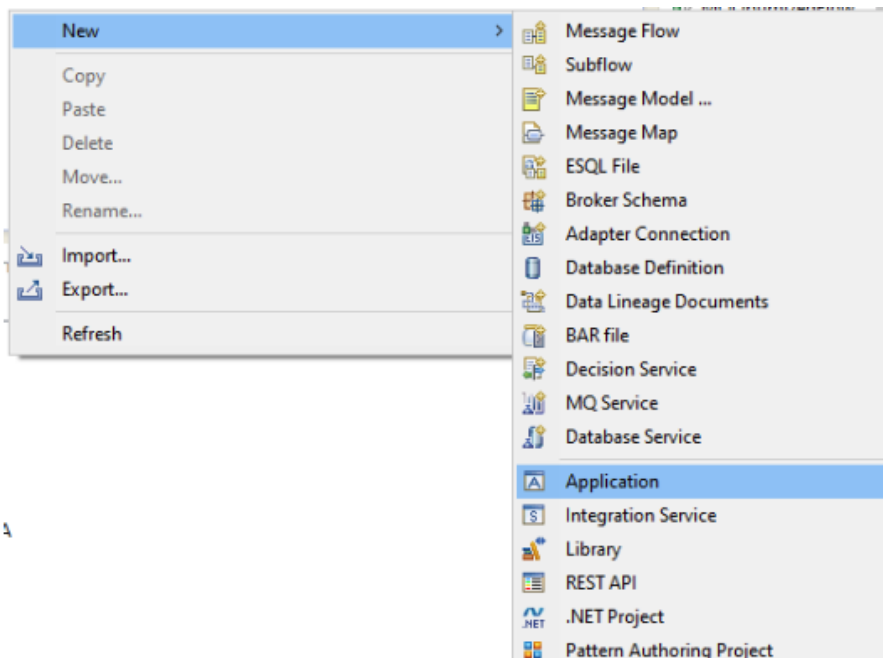 New
Copy
Paste
Delete
Move...
Rename...
Import...
Export...
Refresh
Message Flow
Subflow
Message Model ...
Message Map
ESQL File
Broker Schema
Adapter Connection
Database Definition
Data Lineage Documents
BAR file
Decision Service
MQ Service
Database Service
Application
Integration Service
Library
REST API
.NET Project
Pattern Authoring Project